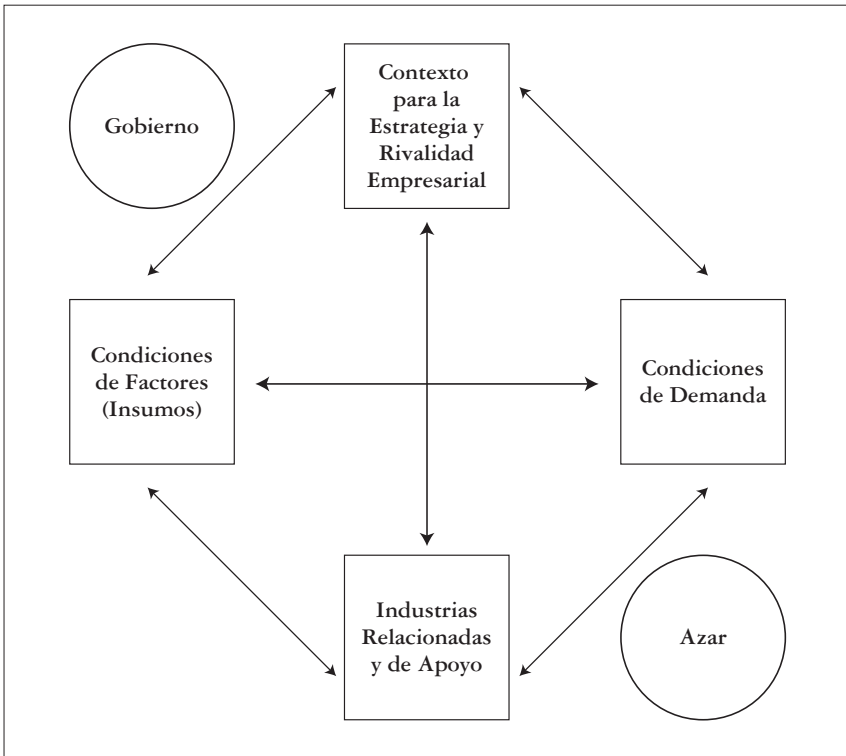 Gobierno
Contexto
para la
Estrategia y
Rivalidad
Empresarial
Condiciones
de Factores
(Insumos)
Condiciones
de Demanda
Industrias
Relacionadas
y de Apoyo
Azar